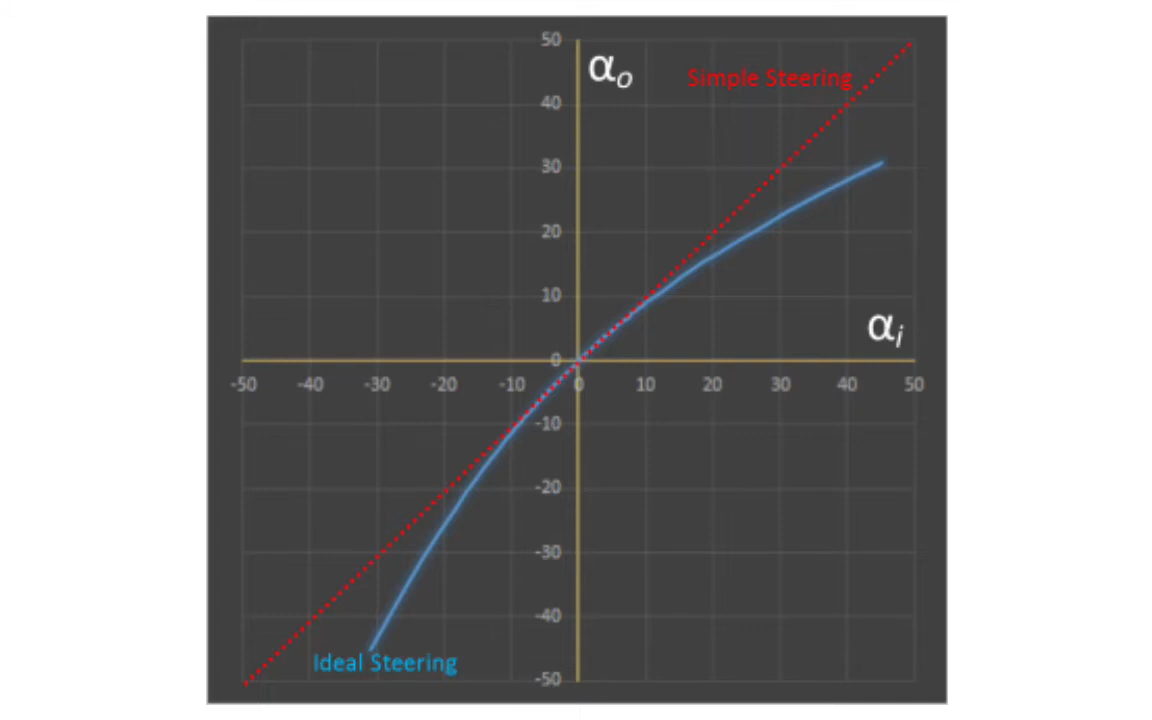 50
αo
Simple Steering
40
30
20
10
αi
0
-50 -40 -30 -20 -10 0 10 20 30 40 50
-10
-20
-30
-40
Ideal Steering
-50